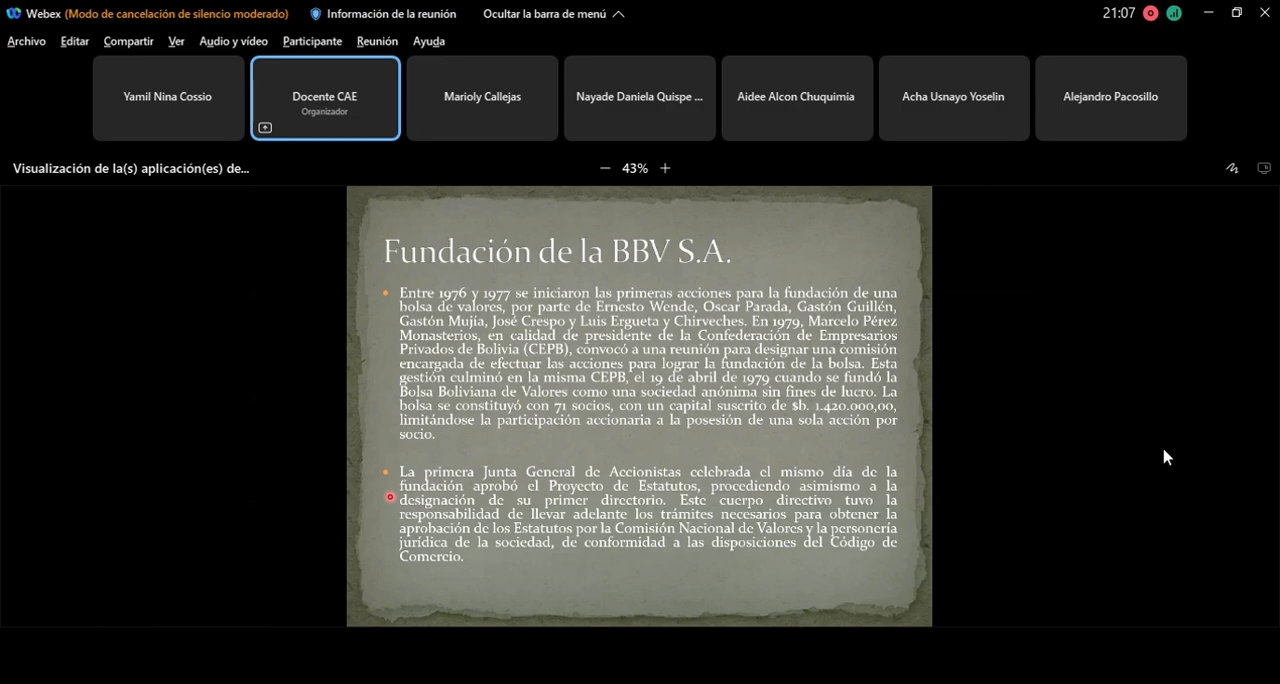 Webex (Modo de cancelación de silencio moderado) Información de la reunión Ocultar la barra de menú 21:07
Archivo Editar Compartir Ver Audio y vídeo Participante Reunión Ayuda
Yamil Nina Cossio Docente CAE Marioly Callejas Nayade Daniela Quispe ... Aidee Alcon Chuquimia Acha Usnayo Yoselin Alejandro Pacosillo
Organizador
Visualización de la(s) aplicación(es) de... 43%
Fundación de la BBV S.A.
Entre 1976 y 1977 se iniciaron las primeras acciones para la fundación de una
bolsa de valores, por parte de Ernesto Wende, Oscar Parada, Gastón Guillén,
Gastón Mujia, José Crespo y Luis Ergueta y Chirveches. En 1979, Marcelo Pérez
Monasterios, en calidad de presidente de la Confederación de Empresarios
Privados de Bolivia (CEPB), convocó a una reunión para designar una comisión
encargada de efectuar las acciones para lograr la fundación de la bolsa. Esta
gestión culminó en la misma CEPB, el 19 de abril de 1979 cuando se fundó la
Bolsa Boliviana de Valores como una sociedad anónima sin fines de lucro. La
bolsa se constituyó con 71 socios, con un capital suscrito de $b. 1.420.000,00,
limitándose la participación accionaria a la posesión de una sola acción por
socio.
La primera Junta General de Accionistas celebrada el mismo día de la
fundación aprobó el Proyecto de Estatutos, procediendo asimismo a la
designación de su primer directorio. Este cuerpo directivo tuvo la
responsabilidad de llevar adelante los trámites necesarios para obtener la
aprobación de los Estatutos por la Comisión Nacional de Valores y la personería
jurídica de la sociedad, de conformidad a las disposiciones del Código de
Comercio.